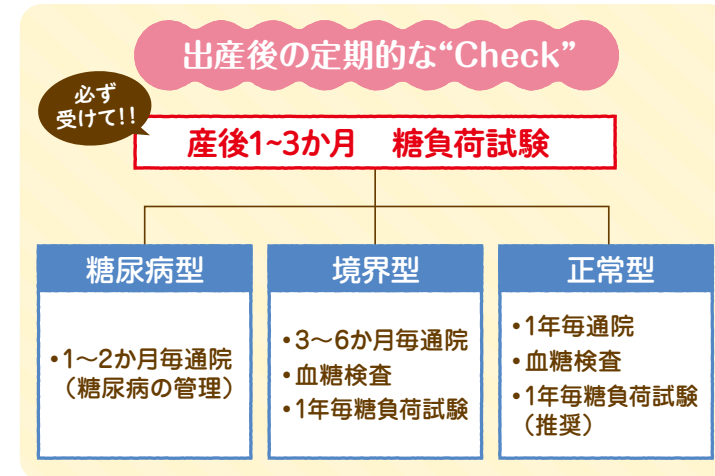 出産後の定期的な“Check”
必ず
受けて!!
産後1~3か月　糖負荷試験
糖尿病型
•1〜2か月毎通院
（糖尿病の管理）
境界型
•3〜6か月毎通院
•血糖検査
•1年毎糖負荷試験
正常型
•1年毎通院
•血糖検査
•1年毎糖負荷試験
（推奨）